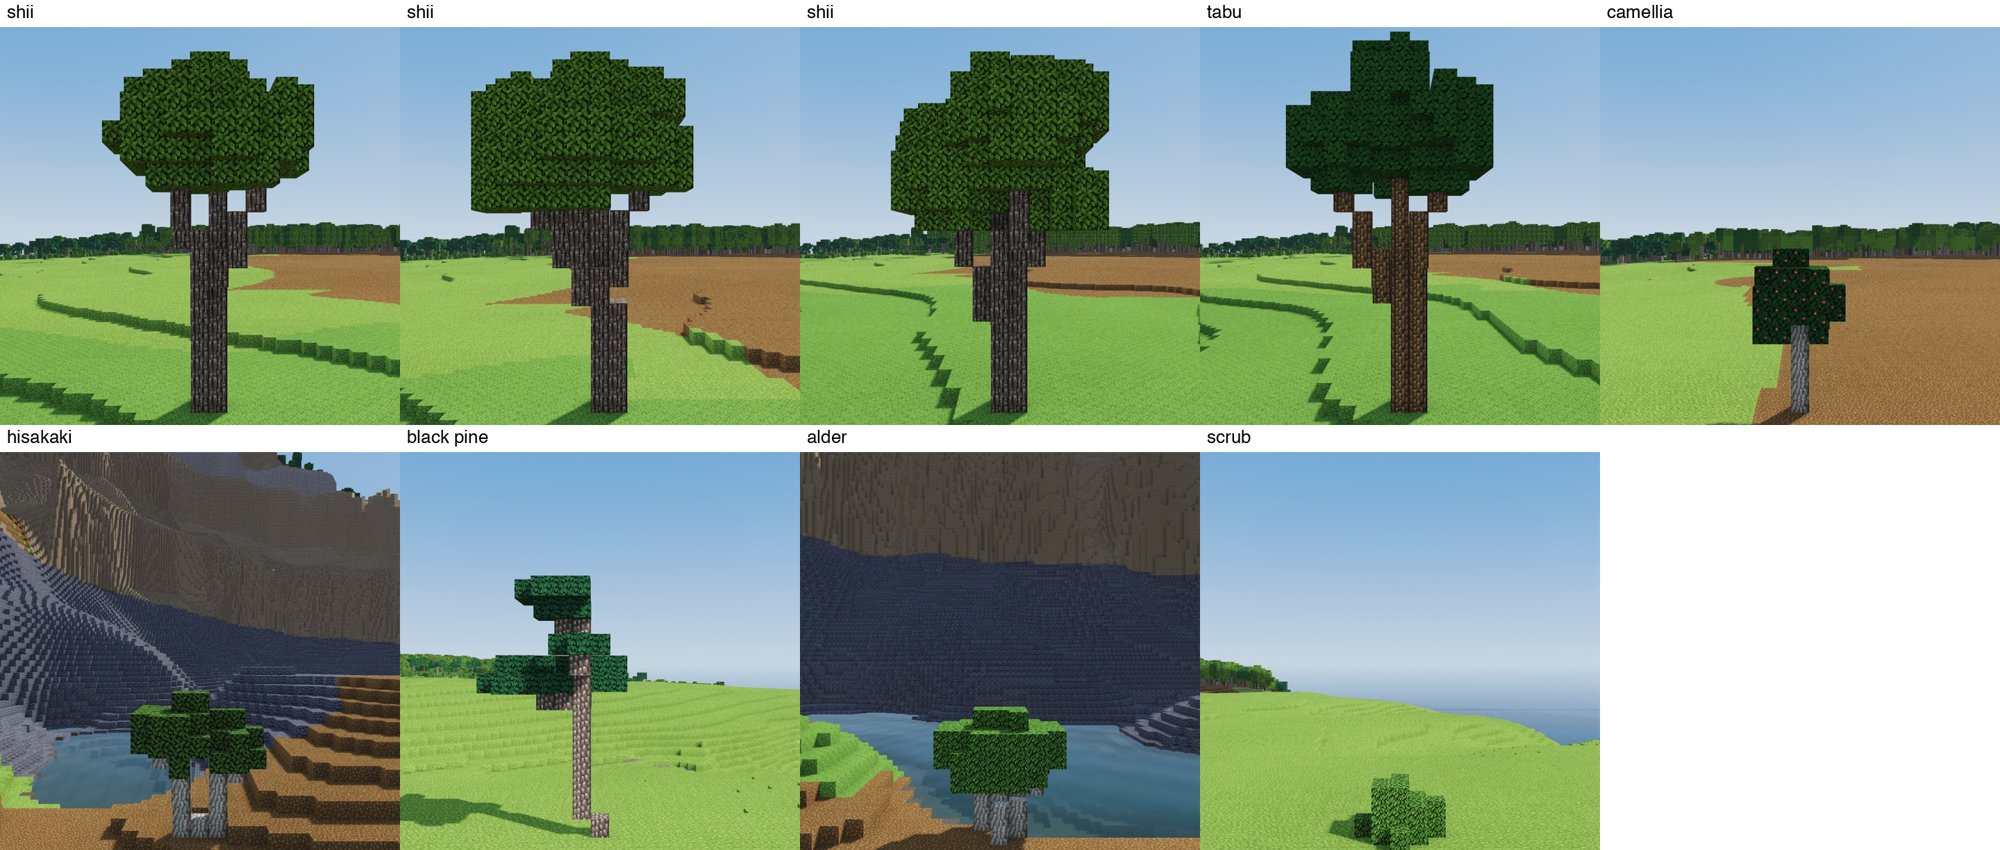 shii
shii
shii
tabu
camellia
hisakaki
black pine
alder
scrub